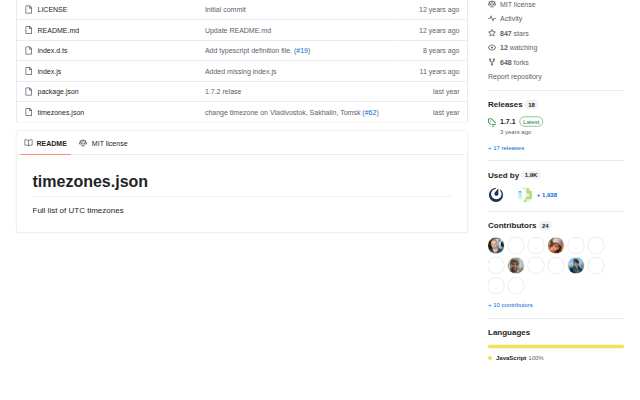 LICENSE Initial commit 12 years ago
README.md Update README.md 12 years ago
index.d.ts Add typescript definition file. (#19) 8 years ago
index.js Added missing index.js 11 years ago
package.json 1.7.2 relase last year
timezones.json change timezone on Vladivostok, Sakhalin, Tomsk (#62) last year
README MIT license
timezones.json
Full list of UTC timezones
MIT license
Activity
847 stars
12 watching
648 forks
Report repository
Releases 18
1.7.1 Latest
3 years ago
+ 17 releases
Used by 1.9K
+ 1,938
Contributors 24
+ 10 contributors
Languages
JavaScript 100%